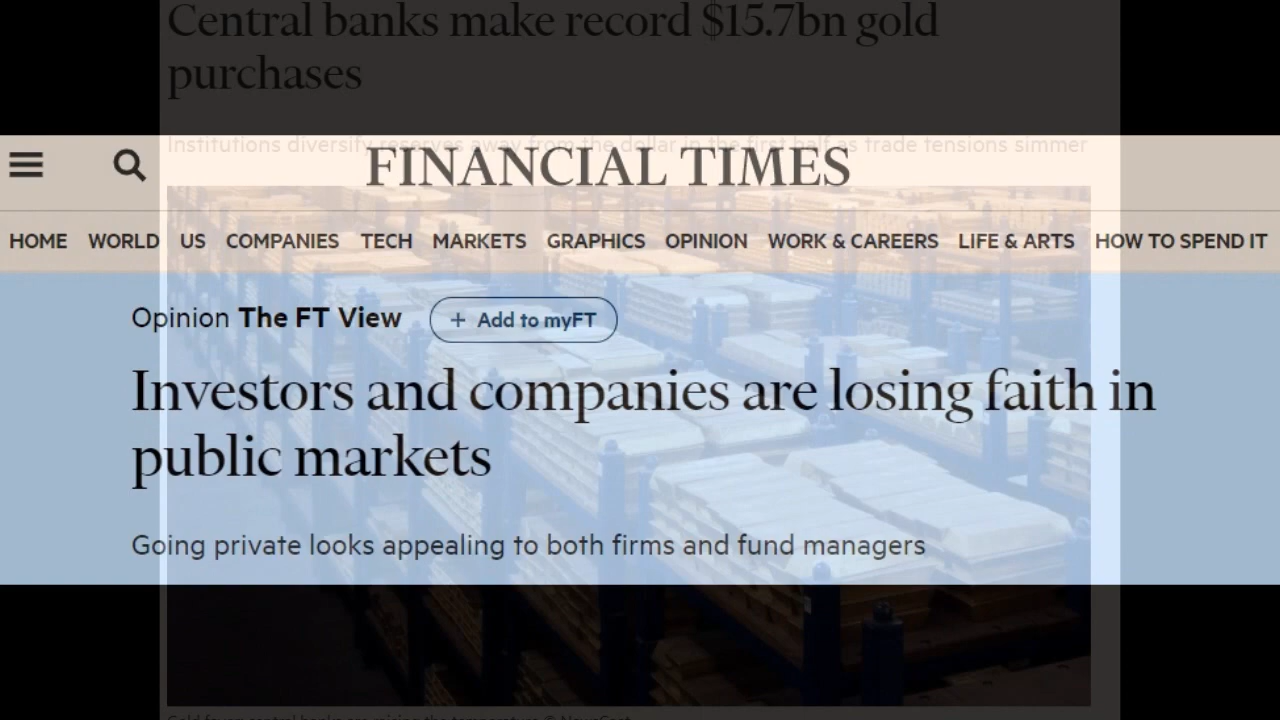 Central banks make record $15.7bn gold
purchases
Institutions diversify reserves away from the dollar in the first half as trade tensions simmer
FINANCIAL TIMES
HOME WORLD US COMPANIES TECH MARKETS GRAPHICS OPINION WORK & CAREERS LIFE & ARTS HOW TO SPEND IT
Opinion The FT View + Add to myFT
Investors and companies are losing faith in
public markets
Going private looks appealing to both firms and fund managers